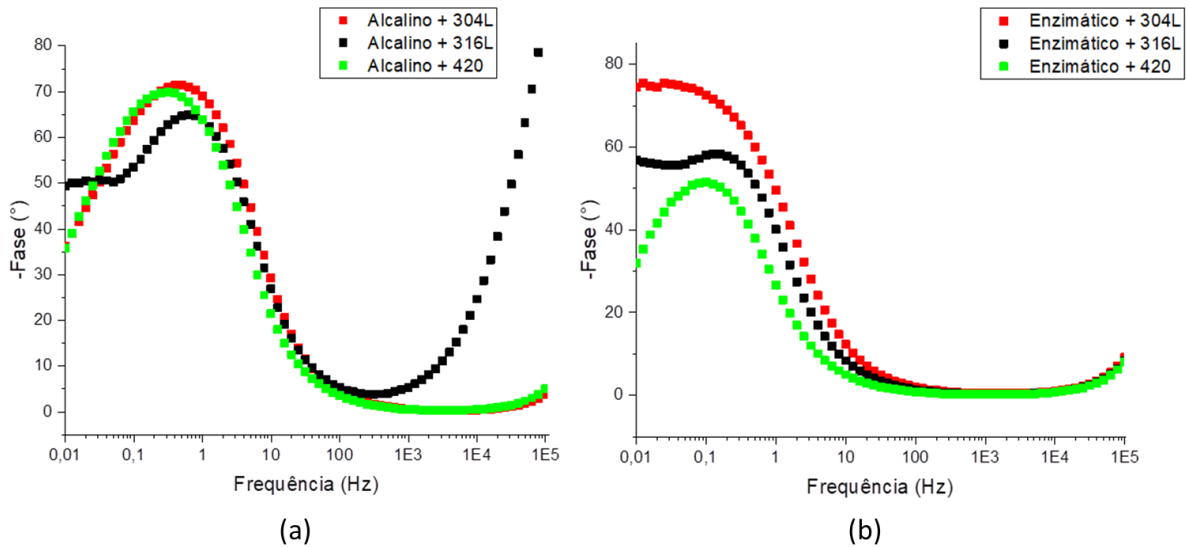 Alcalino + 304L
Alcalino + 316L
Alcalino + 420
80
70
60
50
40
30
20
10
0
-Fase (°)
0,01
0,1
1
10
100
1E3
1E4
1E5
Frequência (Hz)
(a)
Enzimático + 304L
Enzimático + 316L
Enzimático + 420
80
60
40
20
0
-Fase (°)
0,01
0,1
1
10
100
1E3
1E4
1E5
Frequência (Hz)
(b)